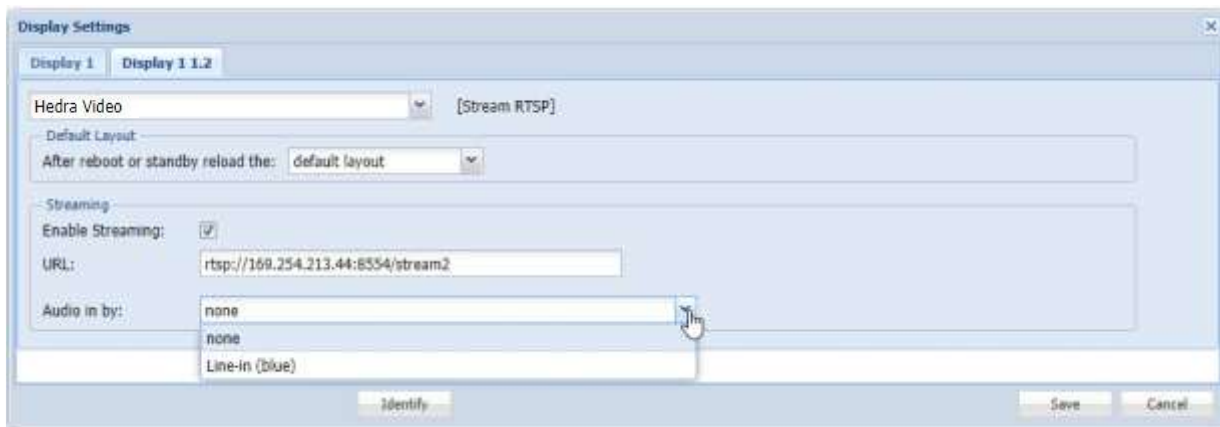 Display Settings
Display 1 Display 1 1.2
Hedra Video [Stream RTSP]
Default Layout
After reboot or standby reload the: default layout
Streaming
Enable Streaming:
URL: rtsp://169.254.213.44:8554/stream2
Audio in by: none
none
Line-in (blue)
Identify Save Cancel